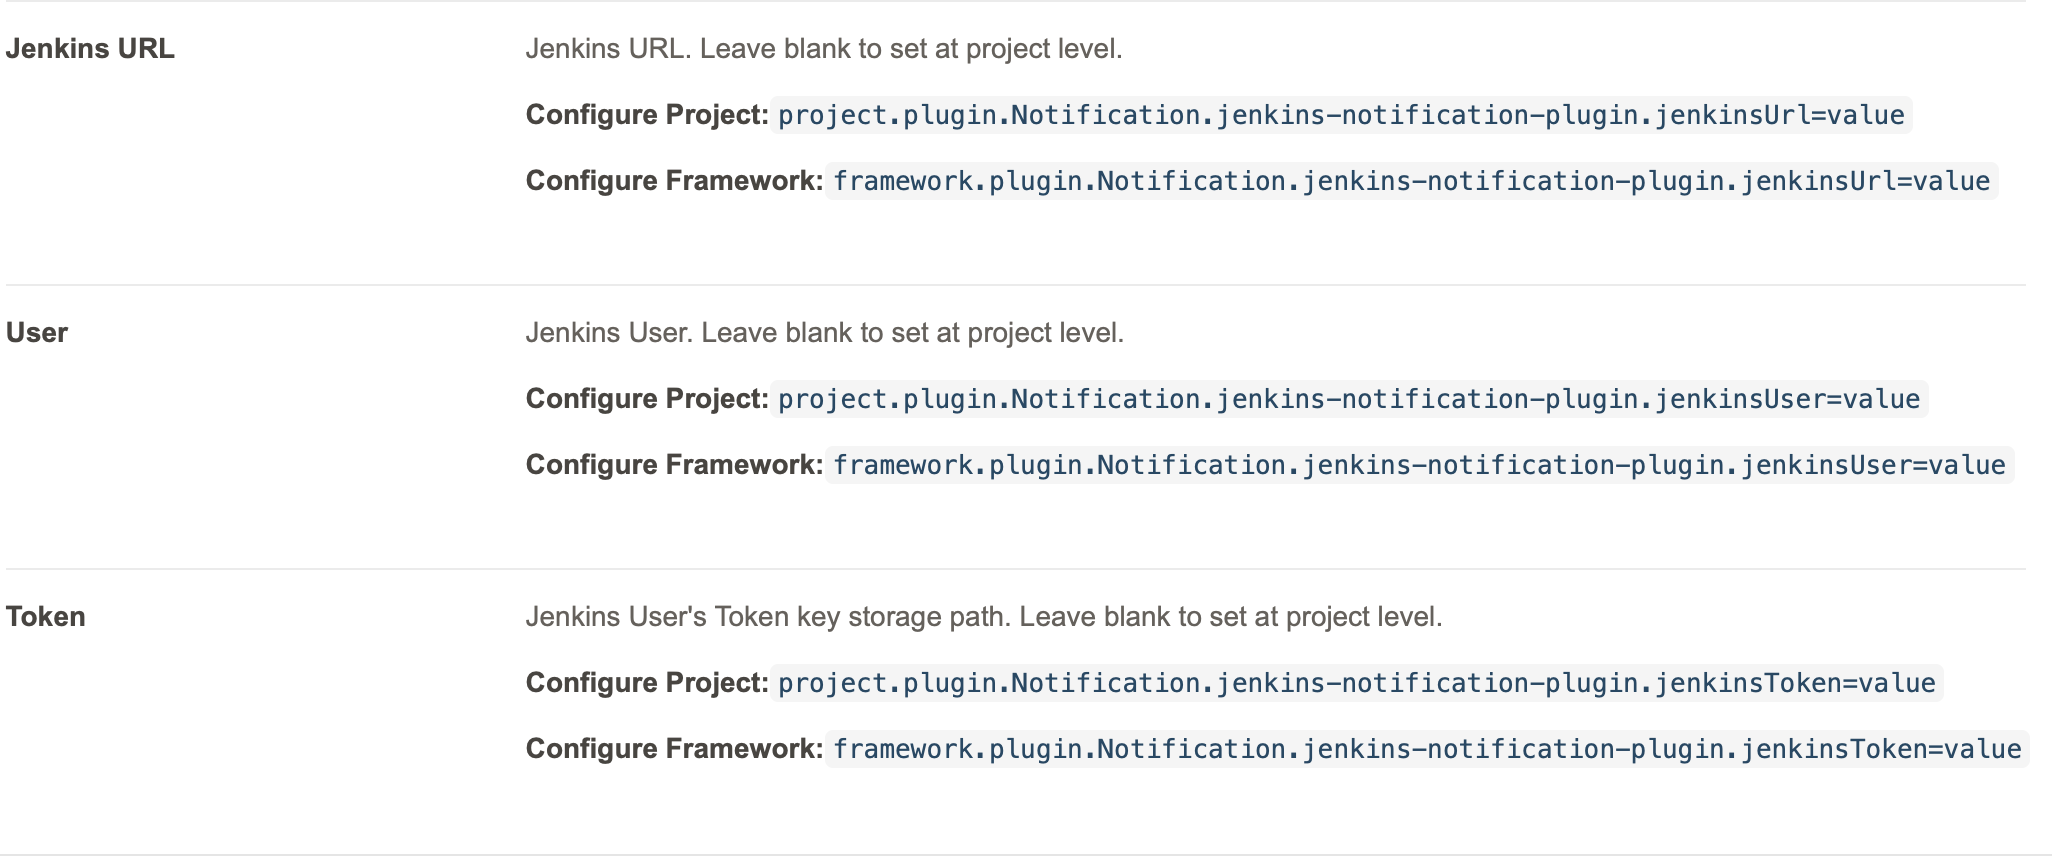 Jenkins URL
Jenkins URL. Leave blank to set at project level.
Configure Project: project.plugin.Notification.jenkins-notification-plugin.jenkinsUrl=value
Configure Framework: framework.plugin.Notification.jenkins-notification-plugin.jenkinsUrl=value
User
Jenkins User. Leave blank to set at project level.
Configure Project: project.plugin.Notification.jenkins-notification-plugin.jenkinsUser=value
Configure Framework: framework.plugin.Notification.jenkins-notification-plugin.jenkinsUser=value
Token
Jenkins User's Token key storage path. Leave blank to set at project level.
Configure Project: project.plugin.Notification.jenkins-notification-plugin.jenkinsToken=value
Configure Framework: framework.plugin.Notification.jenkins-notification-plugin.jenkinsToken=value